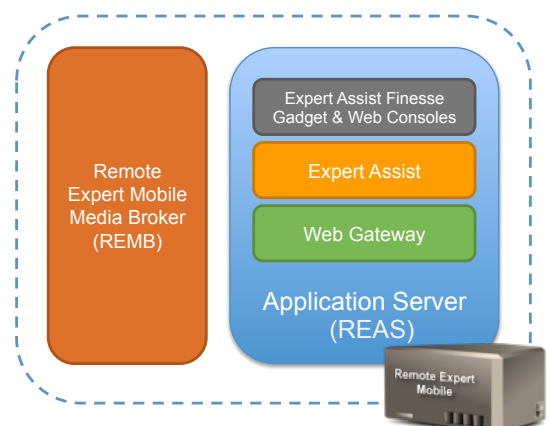 Remote
Expert Mobile
Media Broker
(REMB)
Expert Assist Finesse
Gadget & Web Consoles
Expert Assist
Web Gateway
Application Server
(REAS)
Remote Expert
Mobile